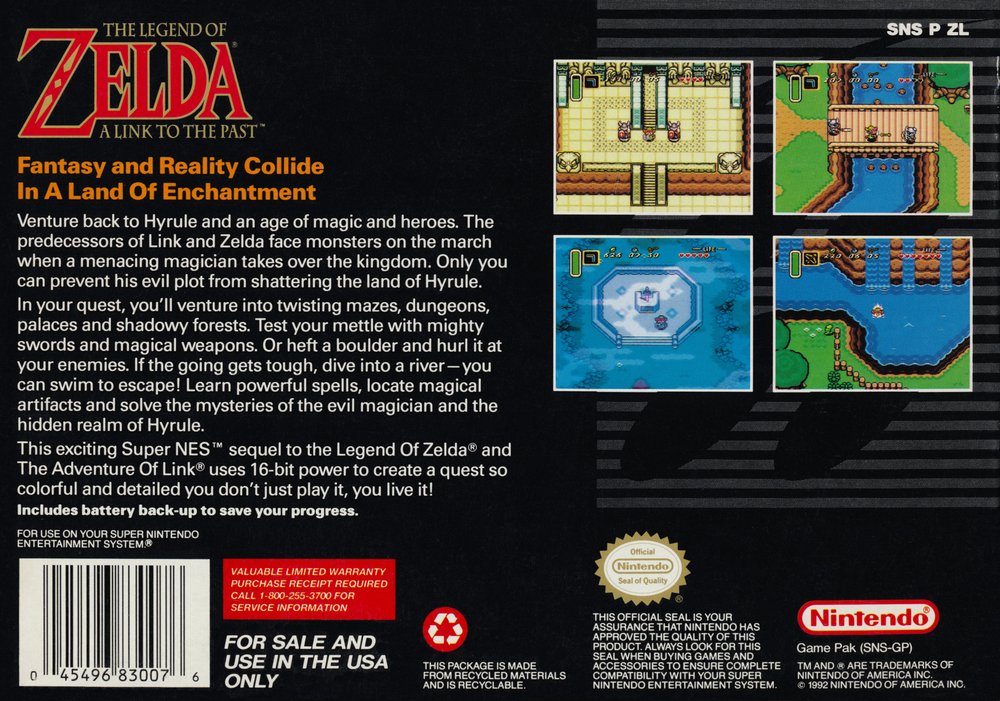 THE LEGEND OF
ZELDA®
A LINK TO THE PAST™
SNS P ZL
Fantasy and Reality Collide
In A Land Of Enchantment
Venture back to Hyrule and an age of magic and heroes. The
predecessors of Link and Zelda face monsters on the march
when a menacing magician takes over the kingdom. Only you
can prevent his evil plot from shattering the land of Hyrule.
In your quest, you'll venture into twisting mazes, dungeons,
palaces and shadowy forests. Test your mettle with mighty
swords and magical weapons. Or heft a boulder and hurl it at
your enemies. If the going gets tough, dive into a river—you
can swim to escape! Learn powerful spells, locate magical
artifacts and solve the mysteries of the evil magician and the
hidden realm of Hyrule.
This exciting Super NES™ sequel to the Legend Of Zelda® and
The Adventure Of Link® uses 16-bit power to create a quest so
colorful and detailed you don't just play it, you live it!
Includes battery back-up to save your progress.
FOR USE ON YOUR SUPER NINTENDO
ENTERTAINMENT SYSTEM.®
0 45496 83007 6
VALUABLE LIMITED WARRANTY
PURCHASE RECEIPT REQUIRED
CALL 1-800-255-3700 FOR
SERVICE INFORMATION
FOR SALE AND
USE IN THE USA
ONLY
THIS PACKAGE IS MADE
FROM RECYCLED MATERIALS
AND IS RECYCLABLE.
Official
Nintendo
Seal of Quality
®
THIS OFFICIAL SEAL IS YOUR
ASSURANCE THAT NINTENDO HAS
APPROVED THE QUALITY OF THIS
PRODUCT. ALWAYS LOOK FOR THIS
SEAL WHEN BUYING GAMES AND
ACCESSORIES TO ENSURE COMPLETE
COMPATIBILITY WITH YOUR SUPER
NINTENDO ENTERTAINMENT SYSTEM.
Nintendo®
Game Pak (SNS-GP)
TM AND ® ARE TRADEMARKS OF
NINTENDO OF AMERICA INC.
© 1992 NINTENDO OF AMERICA INC.